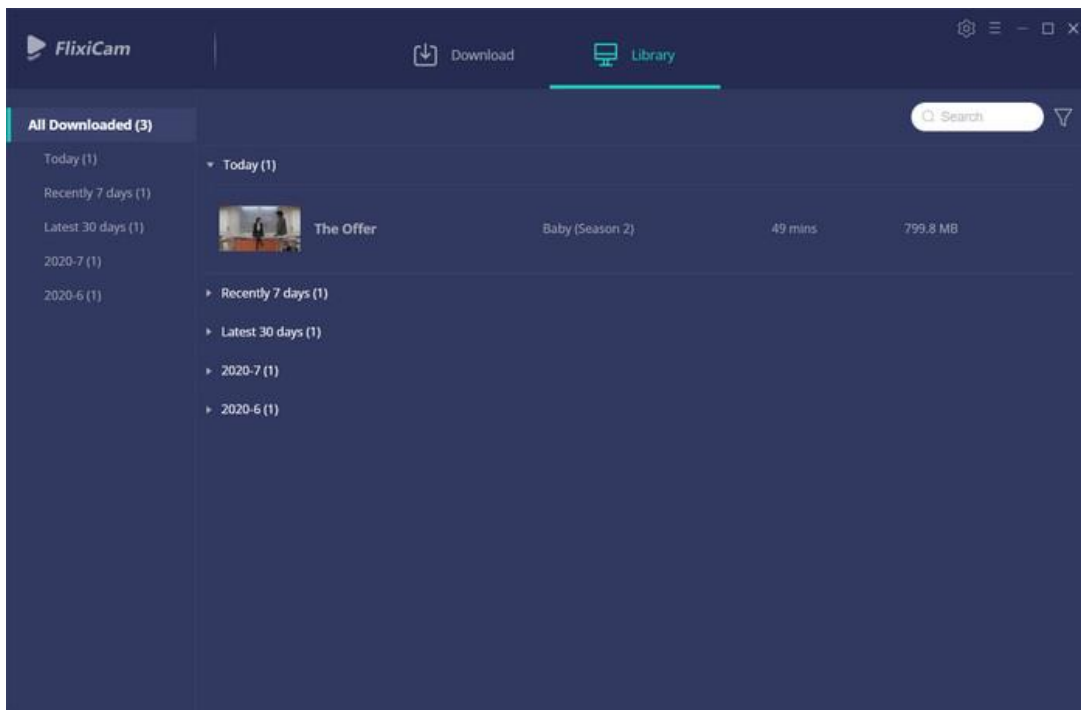 FlixiCam
Download
Library
Search
All Downloaded (3)
Today (1)
Recently 7 days (1)
Latest 30 days (1)
2020-7 (1)
2020-6 (1)
Today (1)
The Offer Baby (Season 2) 49 mins 799.8 MB
Recently 7 days (1)
Latest 30 days (1)
2020-7 (1)
2020-6 (1)